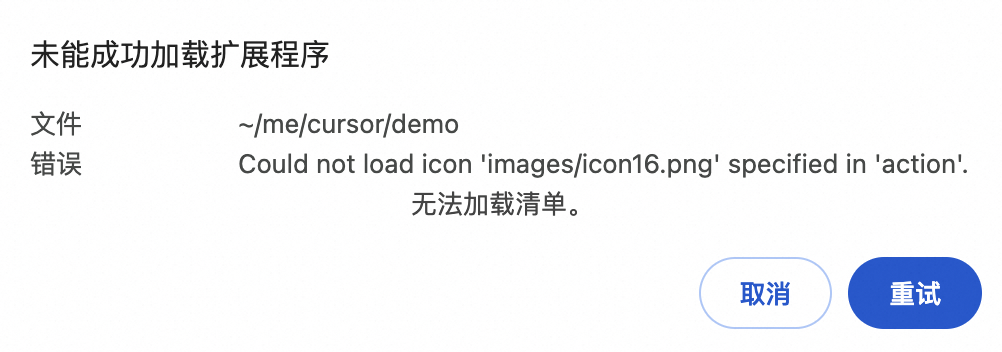 未能成功加载扩展程序
文件 ~/me/cursor/demo
错误 Could not load icon 'images/icon16.png' specified in 'action'.
无法加载清单。
取消 重试